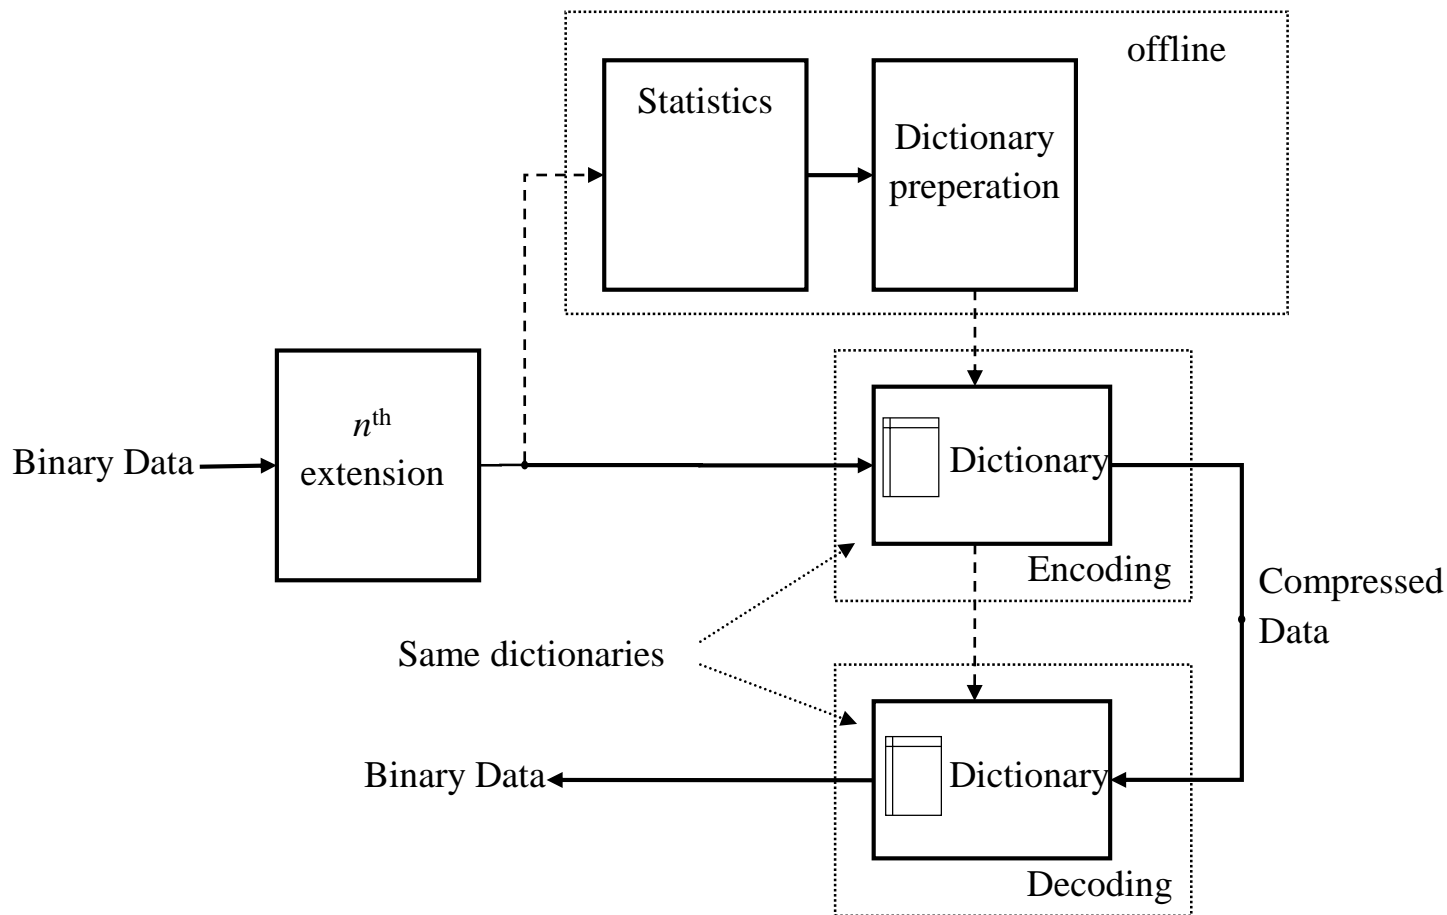 offline
Statistics
Dictionary
preperation
nth
extension
Binary Data
Dictionary
Encoding
Compressed
Data
Same dictionaries
Binary Data
Dictionary
Decoding